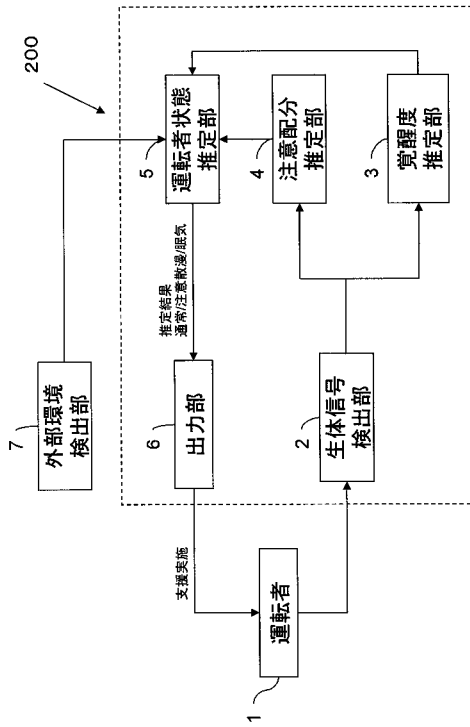 200
7
外部環境
検出部
5
運転者状態
推定部
推定結果
通常/注意散漫/眠気
6
出力部
4
注意配分
推定部
支援実施
3
覚醒度
推定部
2
生体信号
検出部
1
運転者